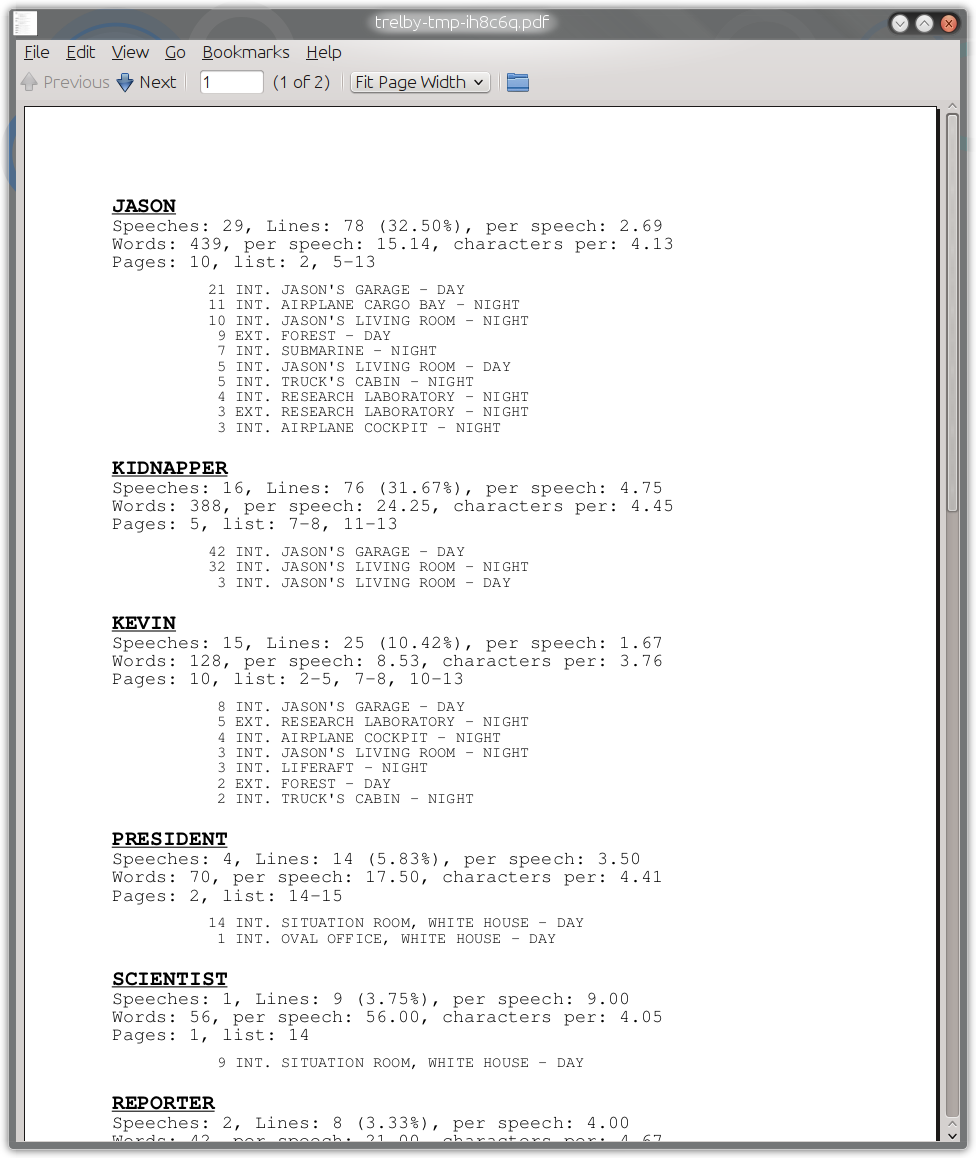 trelby-tmp-ih8c6q.pdf
File Edit View Go Bookmarks Help
Previous Next 1 (1 of 2) Fit Page Width
JASON
Speeches: 29, Lines: 78 (32.50%), per speech: 2.69
Words: 439, per speech: 15.14, characters per: 4.13
Pages: 10, list: 2, 5-13
21 INT. JASON'S GARAGE - DAY
11 INT. AIRPLANE CARGO BAY - NIGHT
10 INT. JASON'S LIVING ROOM - NIGHT
9 EXT. FOREST - DAY
7 INT. SUBMARINE - NIGHT
5 INT. JASON'S LIVING ROOM - DAY
5 INT. TRUCK'S CABIN - NIGHT
4 INT. RESEARCH LABORATORY - NIGHT
3 EXT. RESEARCH LABORATORY - NIGHT
3 INT. AIRPLANE COCKPIT - NIGHT
KIDNAPPER
Speeches: 16, Lines: 76 (31.67%), per speech: 4.75
Words: 388, per speech: 24.25, characters per: 4.45
Pages: 5, list: 7-8, 11-13
42 INT. JASON'S GARAGE - DAY
32 INT. JASON'S LIVING ROOM - NIGHT
3 INT. JASON'S LIVING ROOM - DAY
KEVIN
Speeches: 15, Lines: 25 (10.42%), per speech: 1.67
Words: 128, per speech: 8.53, characters per: 3.76
Pages: 10, list: 2-5, 7-8, 10-13
8 INT. JASON'S GARAGE - DAY
5 EXT. RESEARCH LABORATORY - NIGHT
4 INT. AIRPLANE COCKPIT - NIGHT
3 INT. JASON'S LIVING ROOM - NIGHT
3 INT. LIFERAFT - NIGHT
2 EXT. FOREST - DAY
2 INT. TRUCK'S CABIN - NIGHT
PRESIDENT
Speeches: 4, Lines: 14 (5.83%), per speech: 3.50
Words: 70, per speech: 17.50, characters per: 4.41
Pages: 2, list: 14-15
14 INT. SITUATION ROOM, WHITE HOUSE - DAY
1 INT. OVAL OFFICE, WHITE HOUSE - DAY
SCIENTIST
Speeches: 1, Lines: 9 (3.75%), per speech: 9.00
Words: 56, per speech: 56.00, characters per: 4.05
Pages: 1, list: 14
9 INT. SITUATION ROOM, WHITE HOUSE - DAY
REPORTER
Speeches: 2, Lines: 8 (3.33%), per speech: 4.00
Words: 42, per speech: 21.00, characters per: 4.67